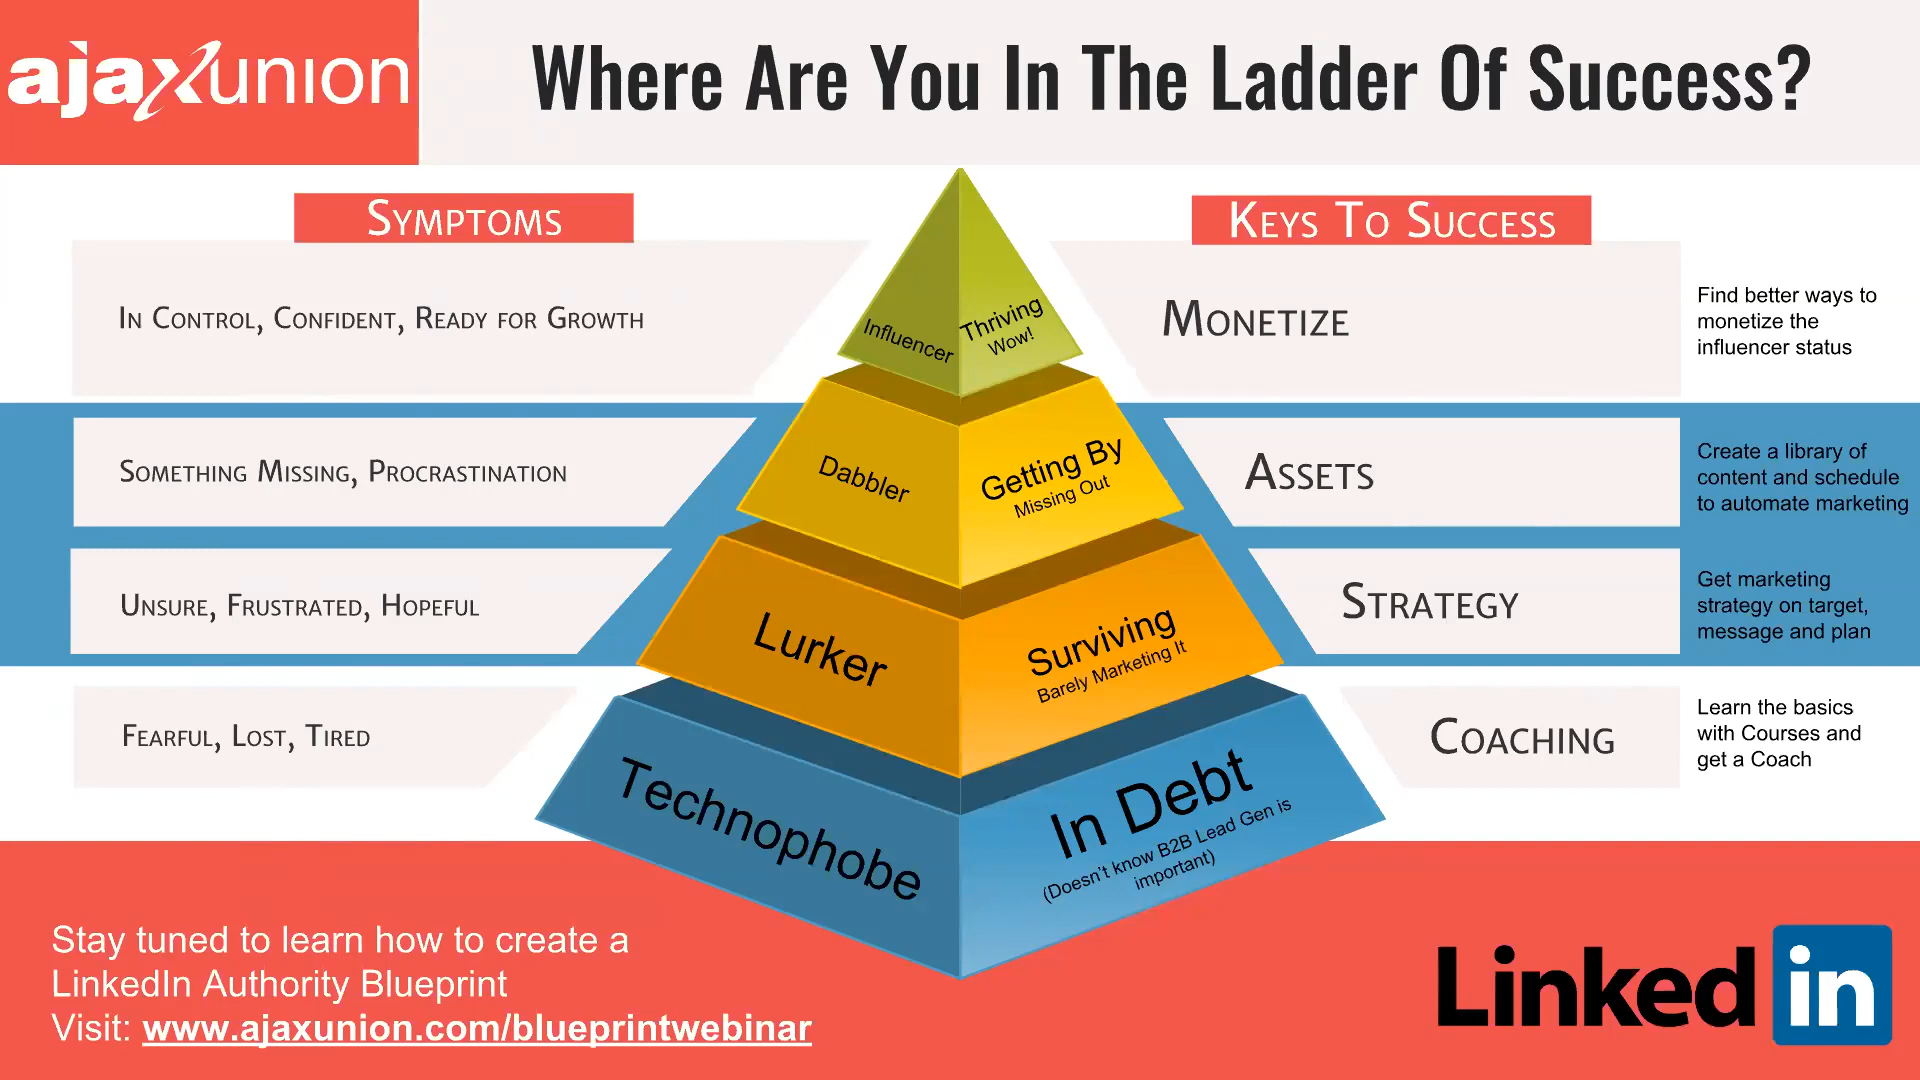 ajaxunion
Where Are You In The Ladder Of Success?
Symptoms
Keys To Success
In Control, Confident, Ready for Growth
Influencer
Thriving
Wow!
Monetize
Find better ways to
monetize the
influencer status
Something Missing, Procrastination
Dabbler
Getting By
Missing Out
Assets
Create a library of
content and schedule
to automate marketing
Unsure, Frustrated, Hopeful
Lurker
Surviving
Barely Marketing It
Strategy
Get marketing
strategy on target,
message and plan
Fearful, Lost, Tired
Technophobe
In Debt
(Doesn't know B2B Lead Gen is
important)
Coaching
Learn the basics
with Courses and
get a Coach
Stay tuned to learn how to create a
LinkedIn Authority Blueprint
Visit: www.ajaxunion.com/blueprintwebinar
Linked in